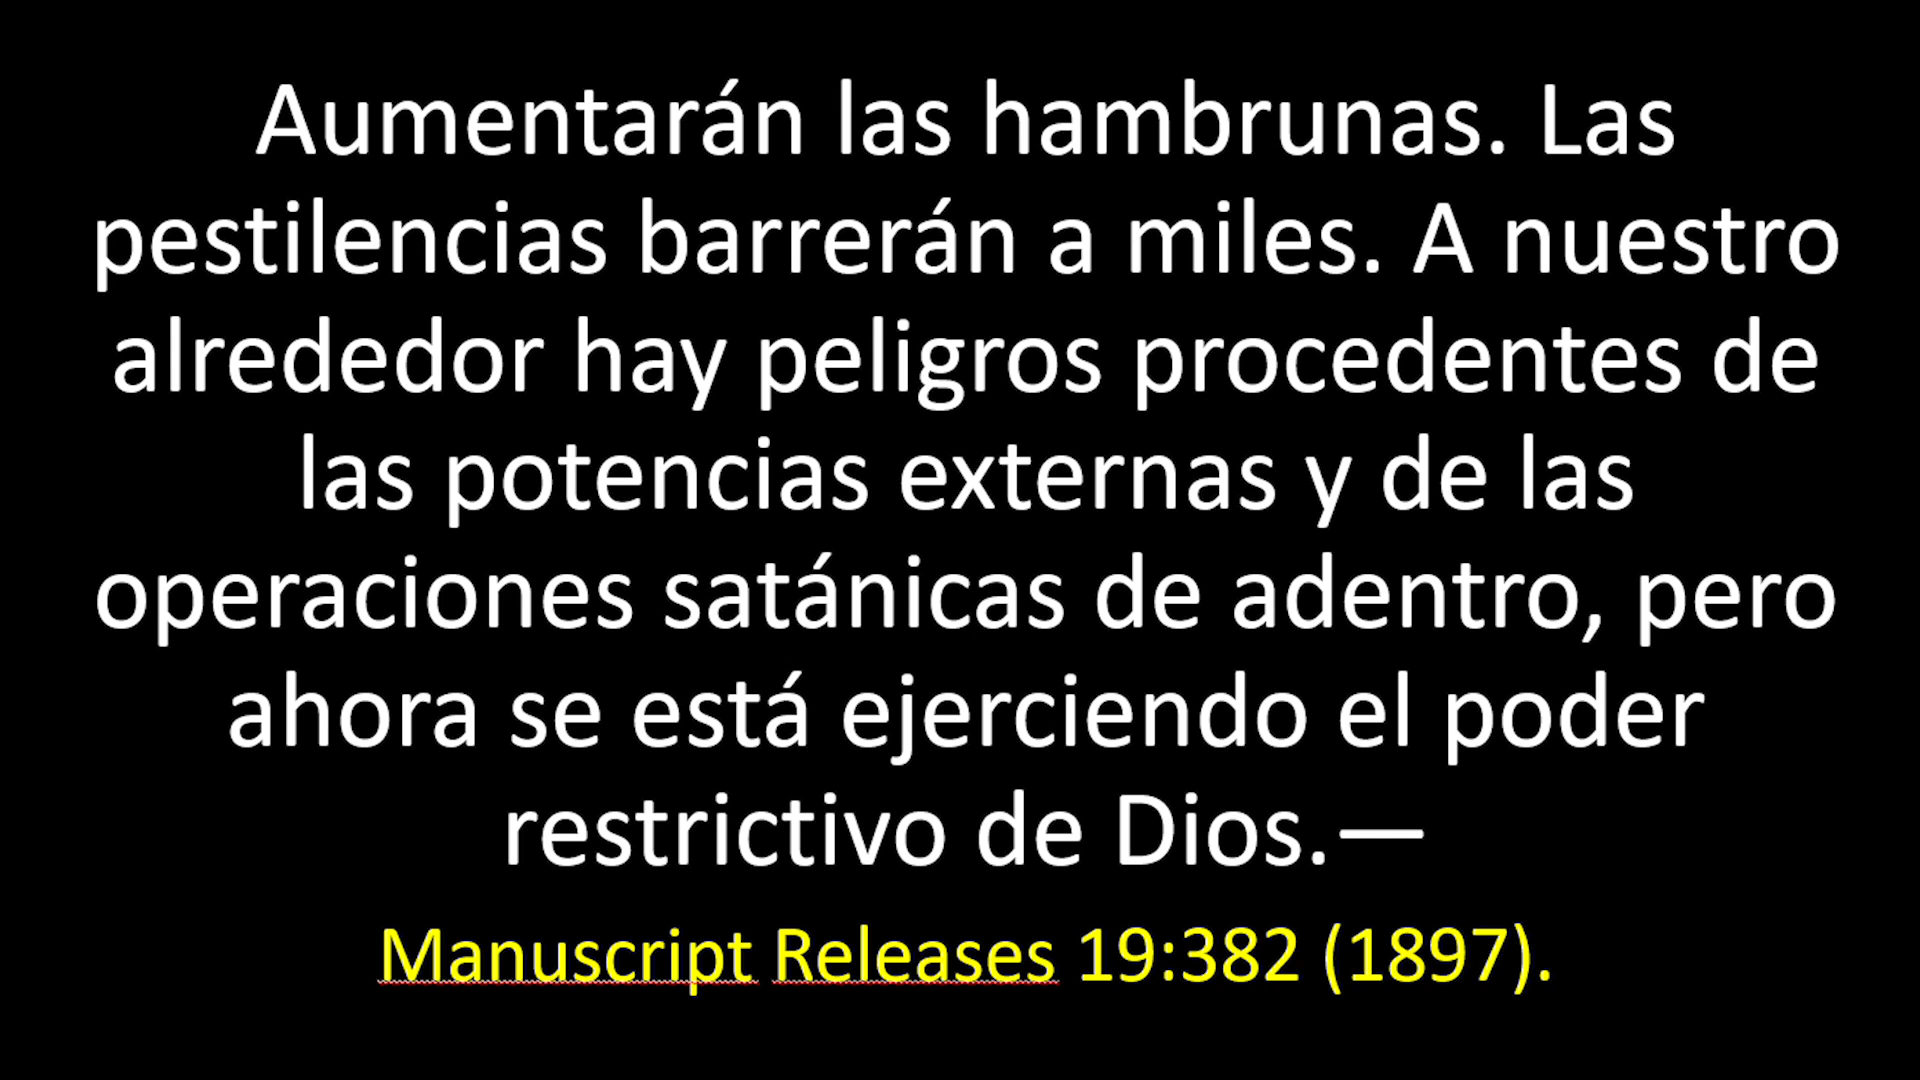 Aumentarán las hambrunas. Las
pestilencias barrerán a miles. A nuestro
alrededor hay peligros procedentes de
las potencias externas y de las
operaciones satánicas de adentro, pero
ahora se está ejerciendo el poder
restrictivo de Dios.—
Manuscript Releases 19:382 (1897).